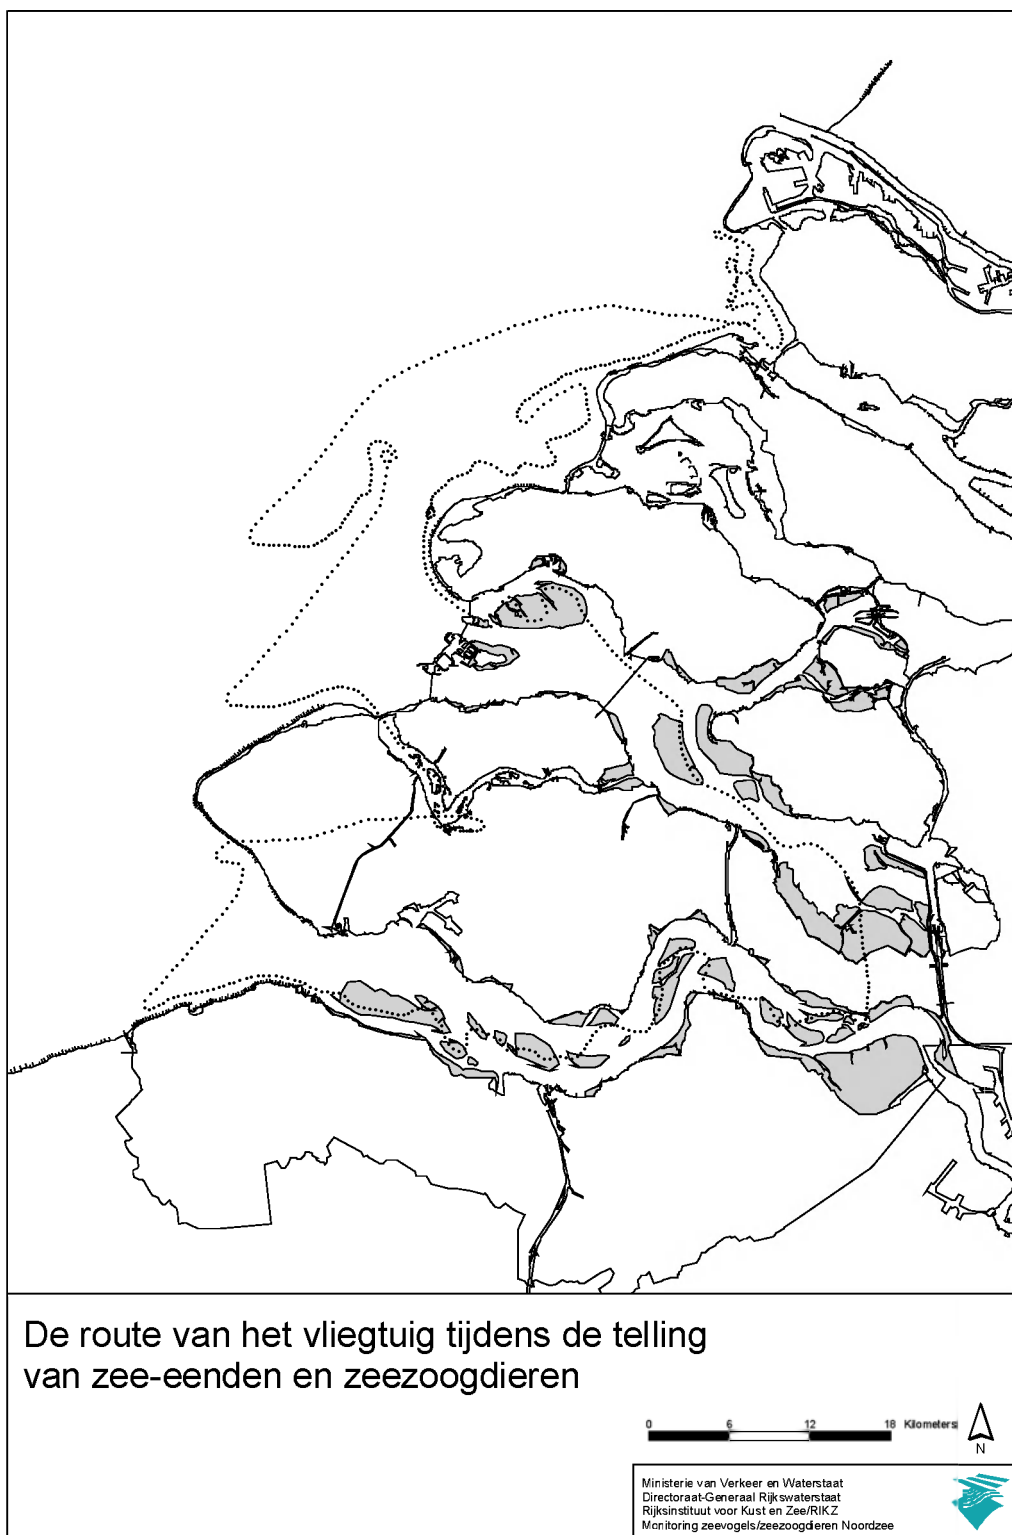 De route van het vliegtuig tijdens de telling
van zee-eenden en zeezoogdieren
0 6 12 18 Kilometers
N
Ministerie van Verkeer en Waterstaat
Directoraat-Generaal Rijkswaterstaat
Rijksinstituut voor Kust en Zee/RIKZ
Monitoring zeevogels/zeezoogdieren Noordzee